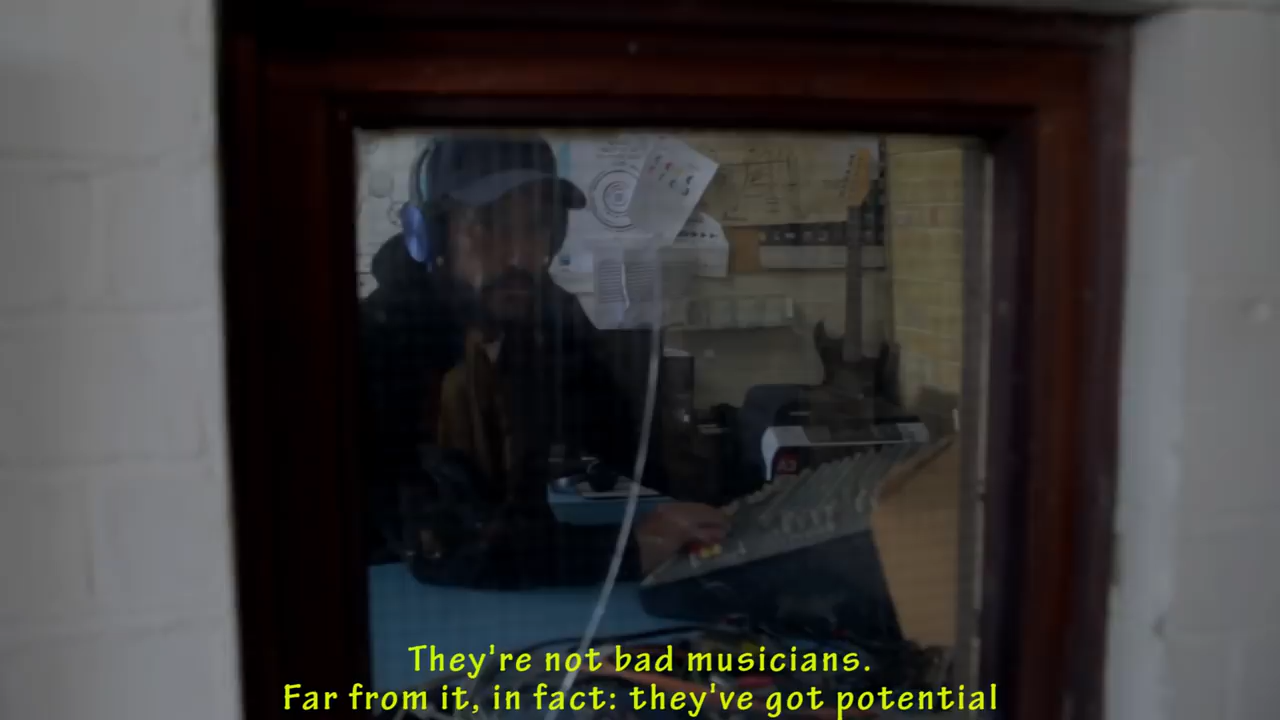 They're not bad musicians.
Far from it, in fact: they've got potential